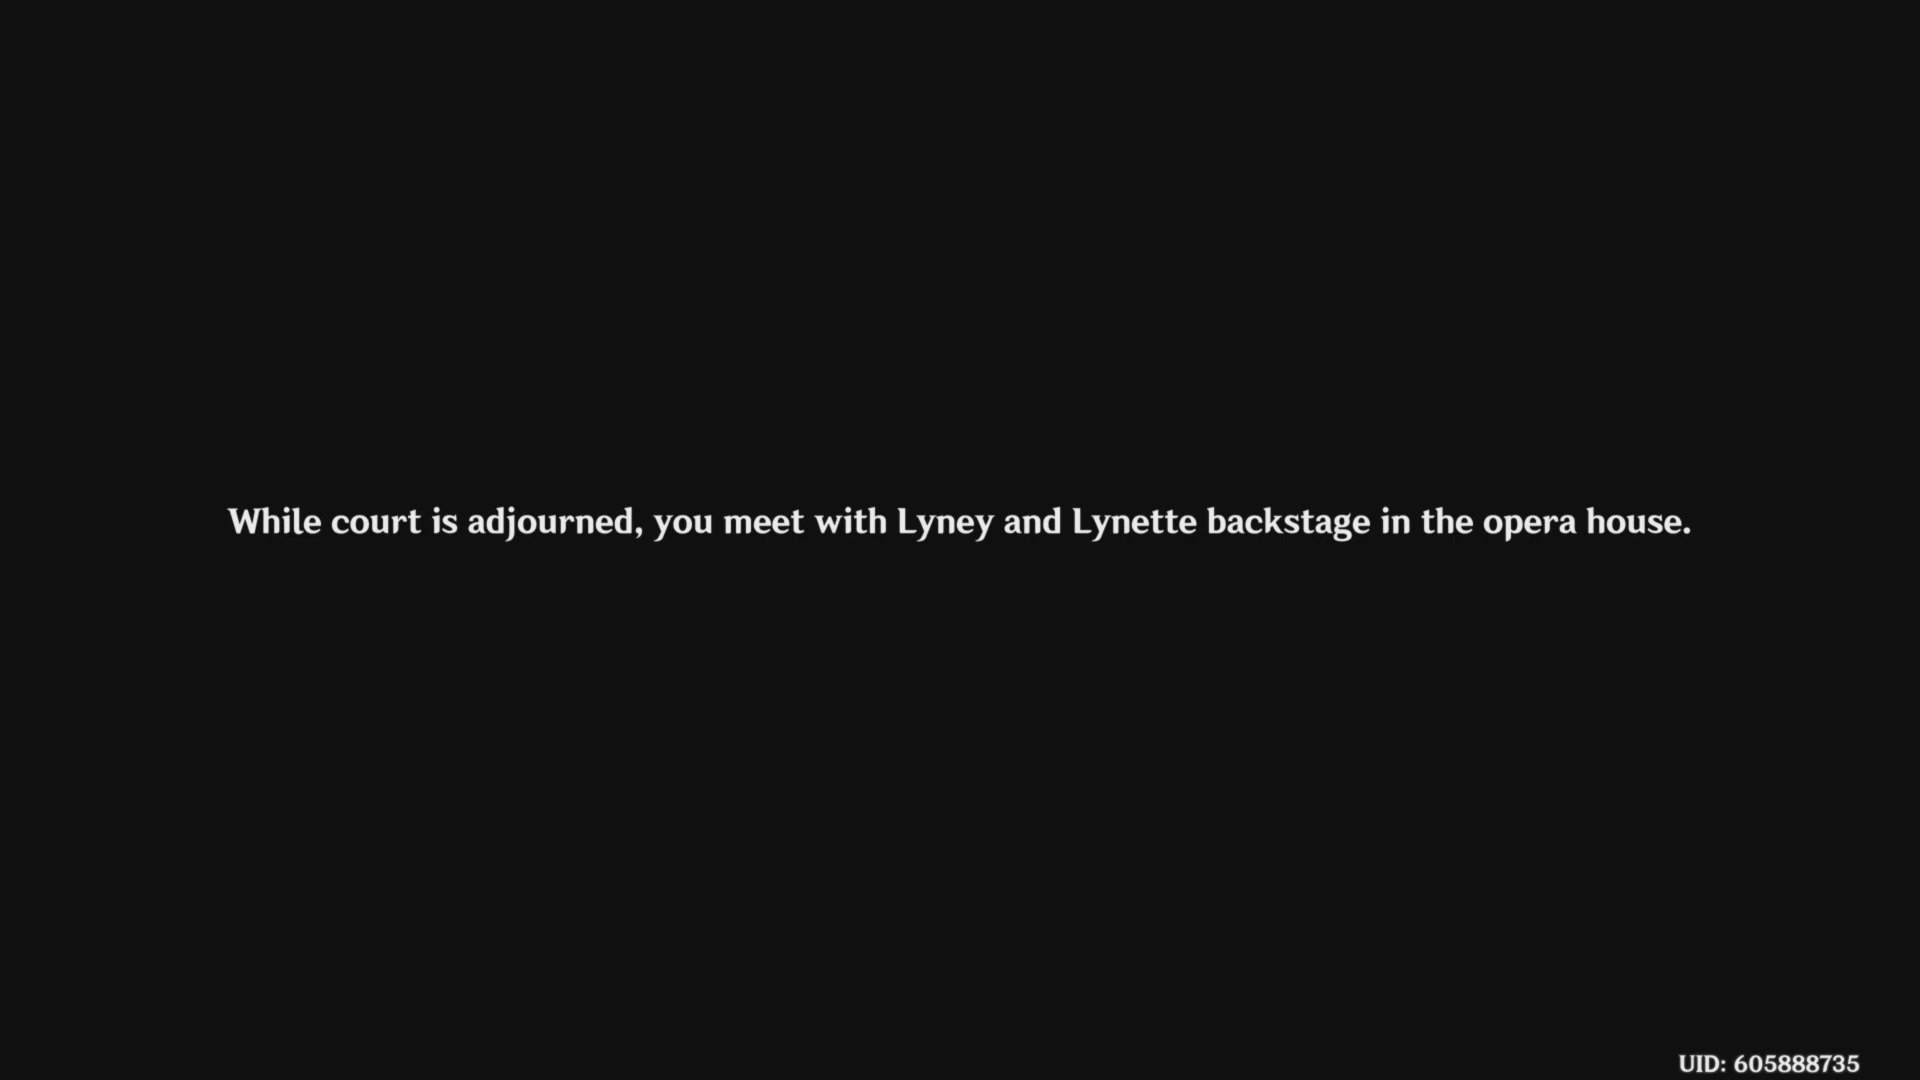 While court is adjourned, you meet with Lyney and Lynette backstage in the opera house.
UID: 605888735